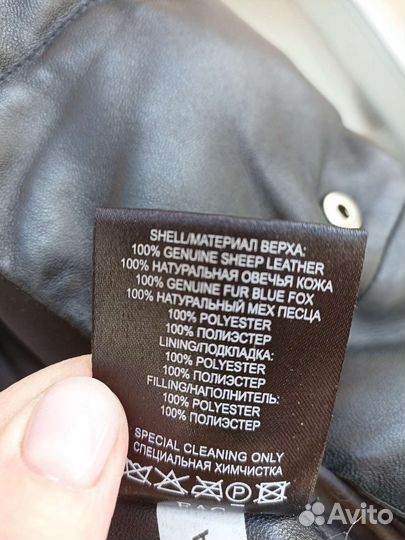 SHELL/МАТЕРИАЛ ВЕРХА:
100% GENUINE SHEEP LEATHER
100% НАТУРАЛЬНАЯ ОВЕЧЬЯ КОЖА
100% GENUINE FUR BLUE FOX
100% НАТУРАЛЬНЫЙ МЕХ ПЕСЦА
100% POLYESTER
100% ПОЛИЭСТЕР
LINING/ПОДКЛАДКА:
100% POLYESTER
100% ПОЛИЭСТЕР
FILLING/НАПОЛНИТЕЛЬ:
100% POLYESTER
100% ПОЛИЭСТЕР
SPECIAL CLEANING ONLY
СПЕЦИАЛЬНАЯ ХИМЧИСТКА
P
Avito